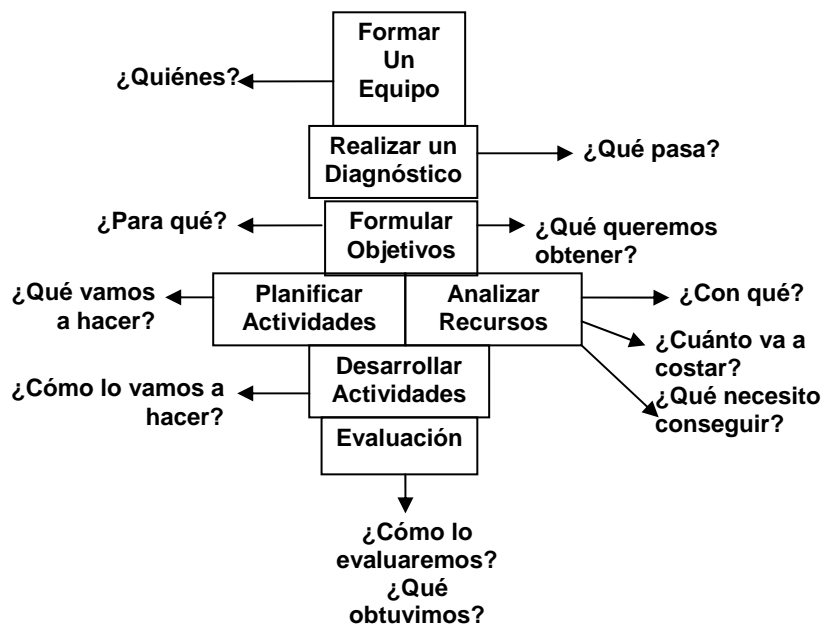 Formar
Un
Equipo
¿Quiénes?
Realizar un
Diagnóstico
¿Qué pasa?
¿Para qué?
Formular
Objetivos
¿Qué queremos
obtener?
¿Qué vamos
a hacer?
Planificar
Actividades
Analizar
Recursos
¿Con qué?
¿Cuánto va a
costar?
¿Qué necesito
conseguir?
¿Cómo lo vamos a
hacer?
Desarrollar
Actividades
Evaluación
¿Cómo lo
evaluaremos?
¿Qué
obtuvimos?